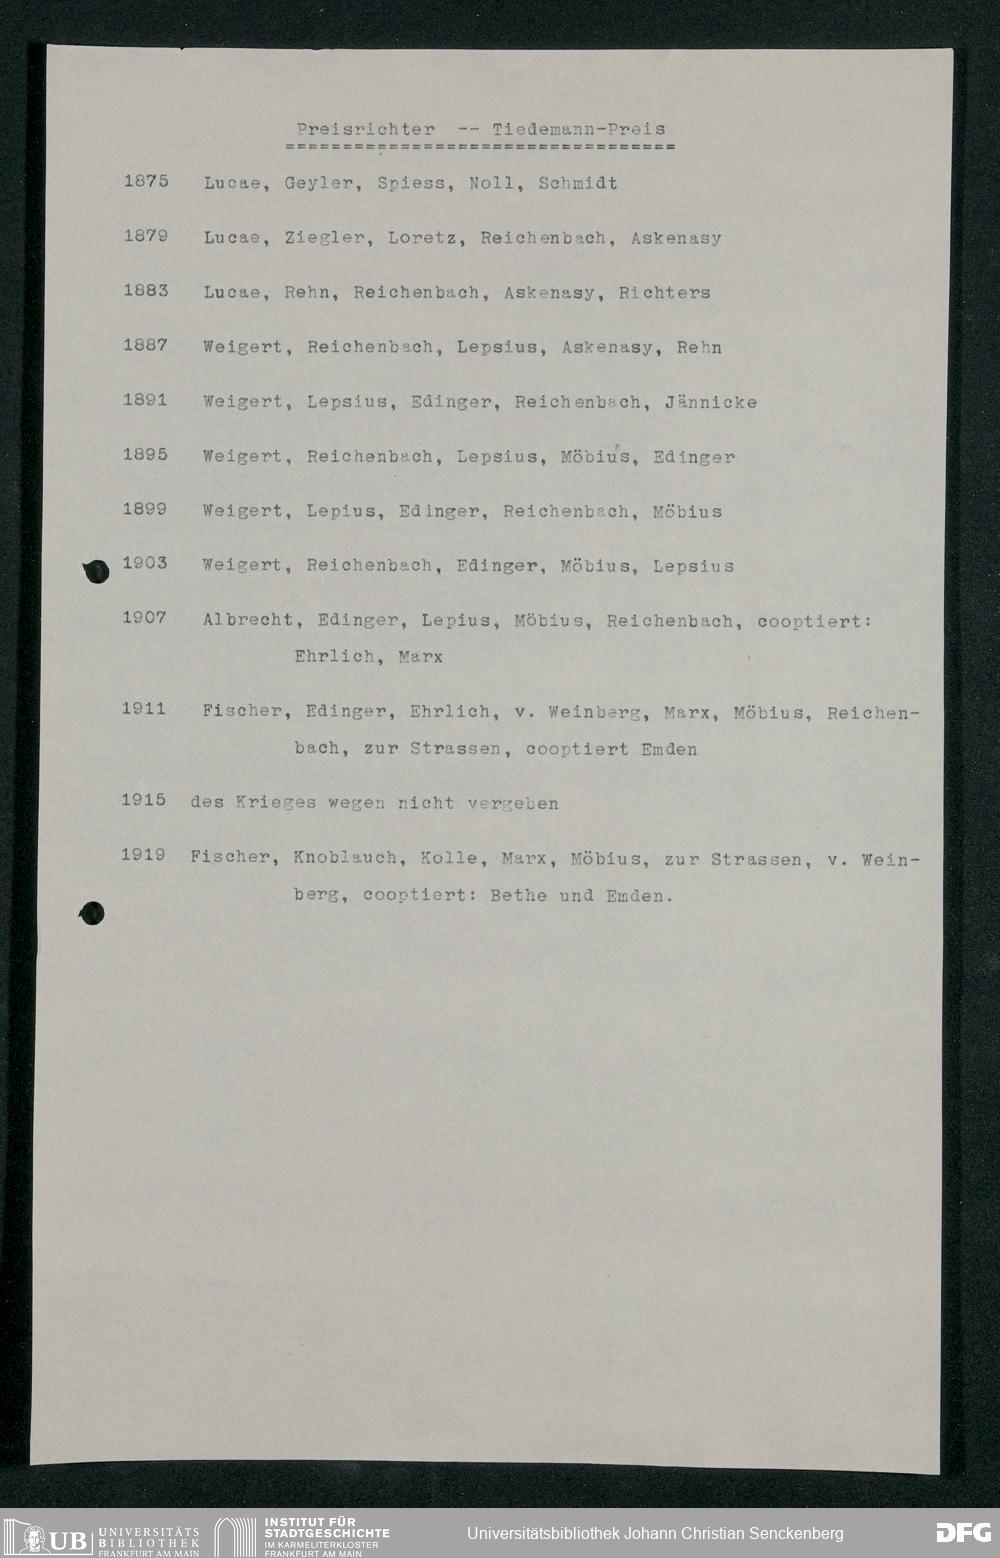 Preisrichter -- Tiedemann-Preis
==================================
1875 Lucae, Geyler, Spiess, Noll, Schmidt
1879 Lucae, Ziegler, Loretz, Reichenbach, Askenasy
1883 Lucae, Rehn, Reichenbach, Askenasy, Richters
1887 Weigert, Reichenbach, Lepsius, Askenasy, Rehn
1891 Weigert, Lepsius, Edinger, Reichenbach, Jännicke
1895 Weigert, Reichenbach, Lepsius, Möbius, Edinger
1899 Weigert, Lepius, Edinger, Reichenbach, Möbius
1903 Weigert, Reichenbach, Edinger, Möbius, Lepsius
1907 Albrecht, Edinger, Lepius, Möbius, Reichenbach, cooptiert:
Ehrlich, Marx
1911 Fischer, Edinger, Ehrlich, v. Weinberg, Marx, Möbius, Reichen-
bach, zur Strassen, cooptiert Emden
1915 des Krieges wegen nicht vergeben
1919 Fischer, Knoblauch, Kolle, Marx, Möbius, zur Strassen, v. Wein-
berg, cooptiert: Bethe und Emden.
UB UNIVERSITÄTS
BIBLIOTHEK
FRANKFURT AM MAIN
INSTITUT FÜR
STADTGESCHICHTE
IM KARMELITERKLOSTER
FRANKFURT AM MAIN
Universitätsbibliothek Johann Christian Senckenberg
DFG